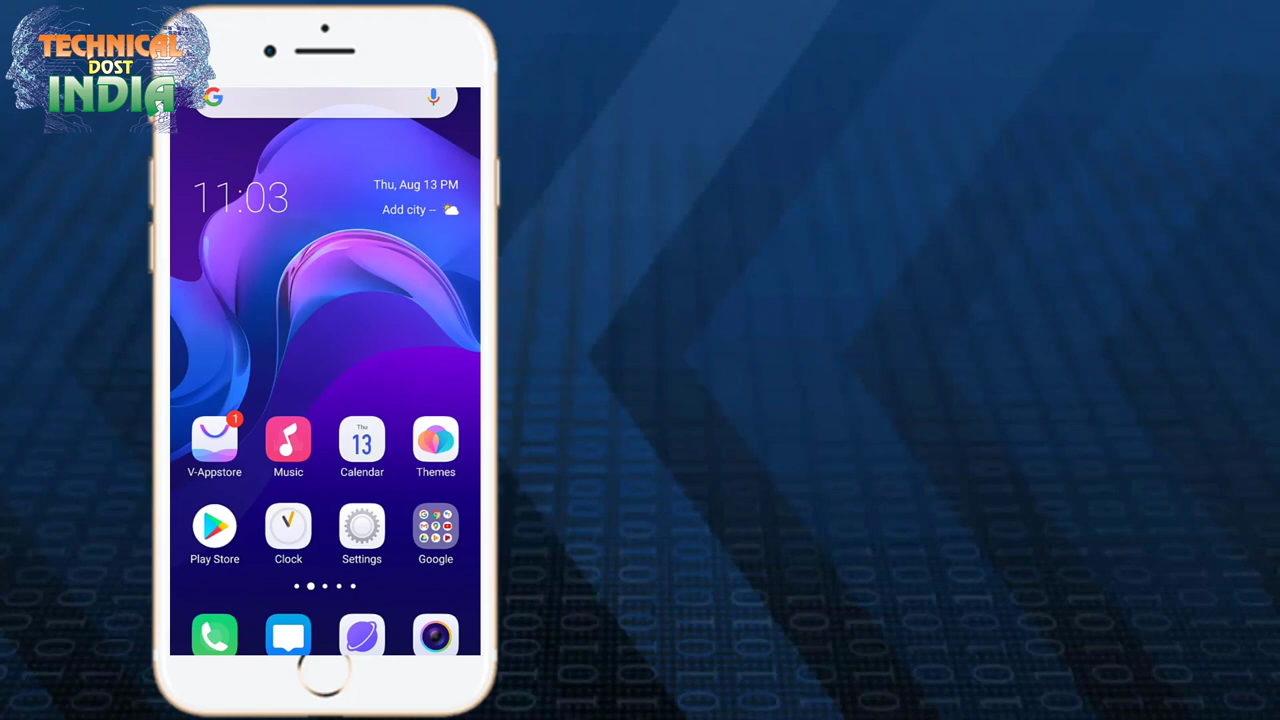 TECHNICAL
DOST
INDIA
11:03
Thu, Aug 13 PM
Add city --
1
Thu
13
V-Appstore
Music
Calendar
Themes
Play Store
Clock
Settings
Google